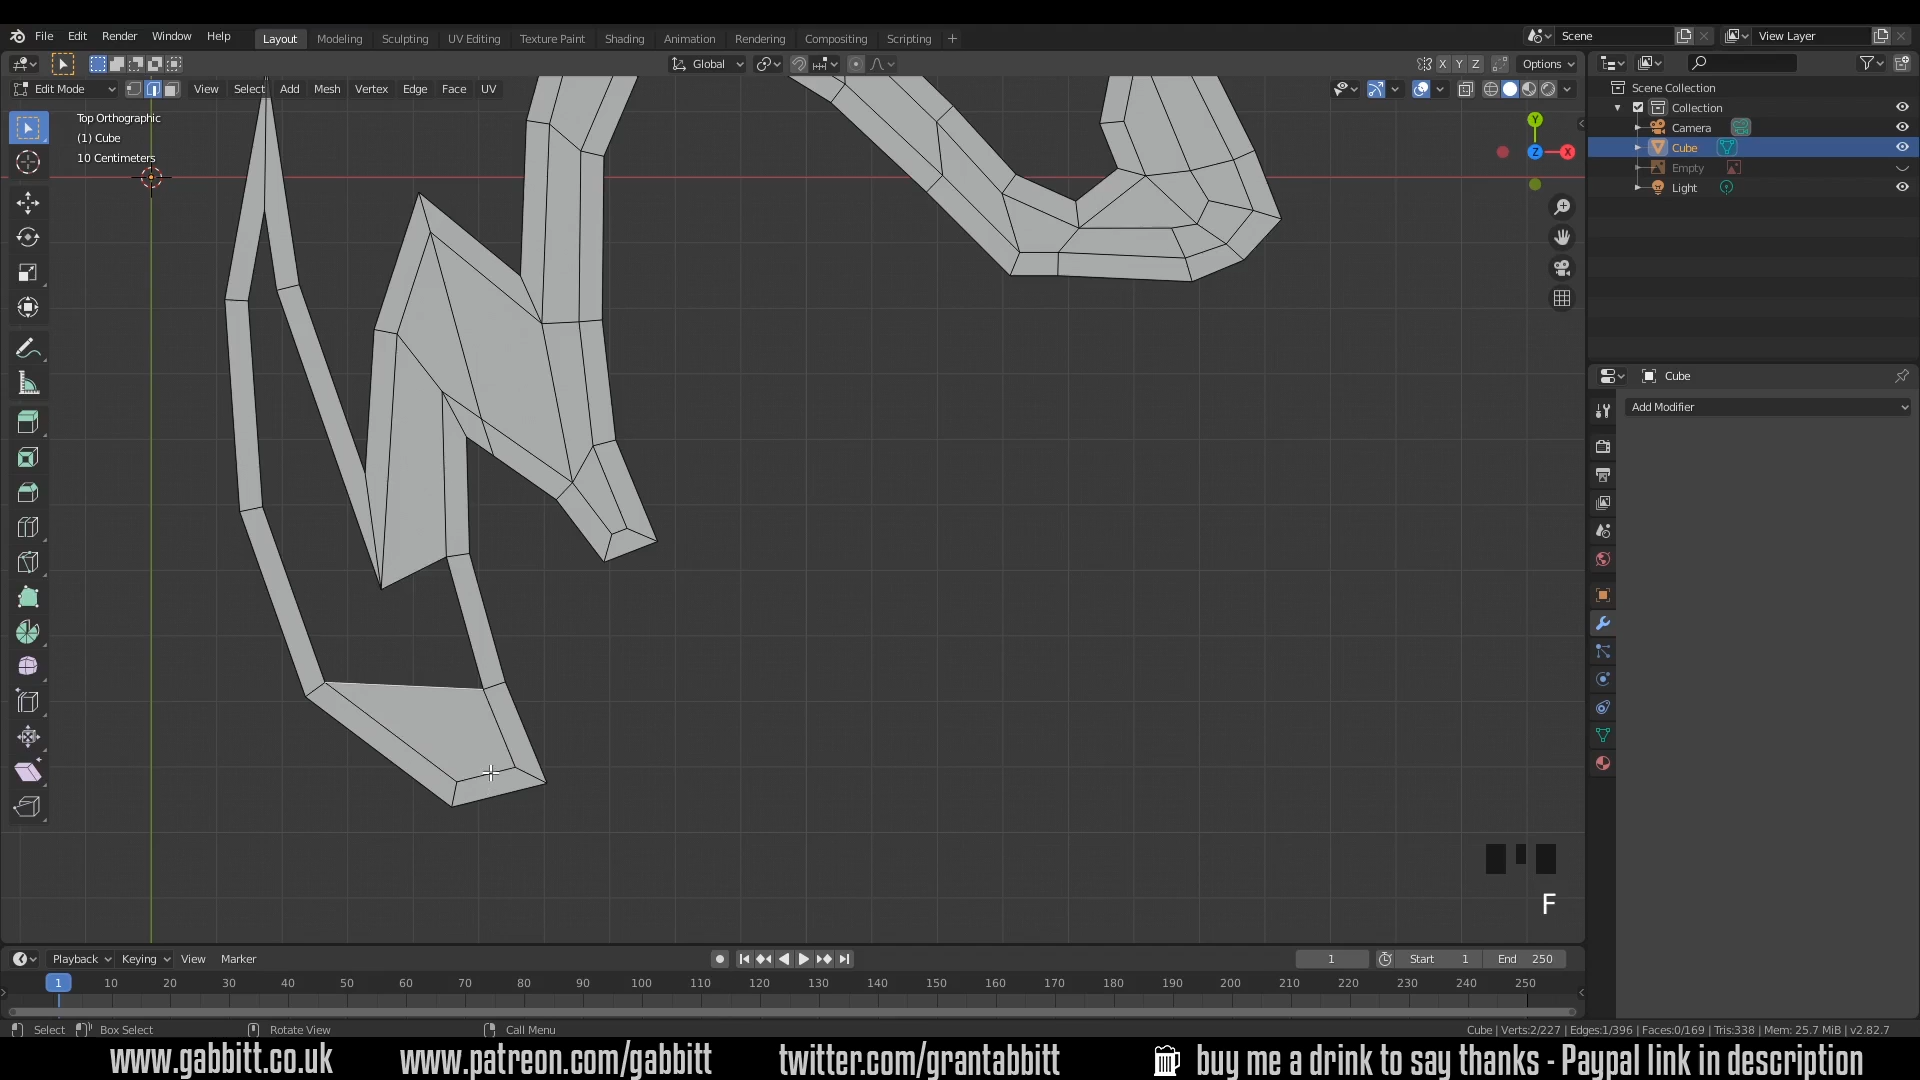 File Edit Render Window Help Layout Modeling Sculpting UV Editing Texture Paint Shading Animation Rendering Compositing Scripting + Scene View Layer
Global X Y Z Options
Edit Mode View Select Add Mesh Vertex Edge Face UV
Top Orthographic
(1) Cube
10 Centimeters
Y
Z X
Scene Collection
Collection
Camera
Cube
Empty
Light
Cube
Add Modifier
F
Playback Keying View Marker 1 Start 1 End 250
1 10 20 30 40 50 60 70 80 90 100 110 120 130 140 150 160 170 180 190 200 210 220 230 240 250
Select Box Select Rotate View Call Menu Cube | Verts:2/227 | Edges:1/396 | Faces:0/169 | Tris:338 | Mem: 25.7 MiB | v2.82.7
www.gabbitt.co.uk www.patreon.com/gabbitt twitter.com/grantabbitt buy me a drink to say thanks - Paypal link in description